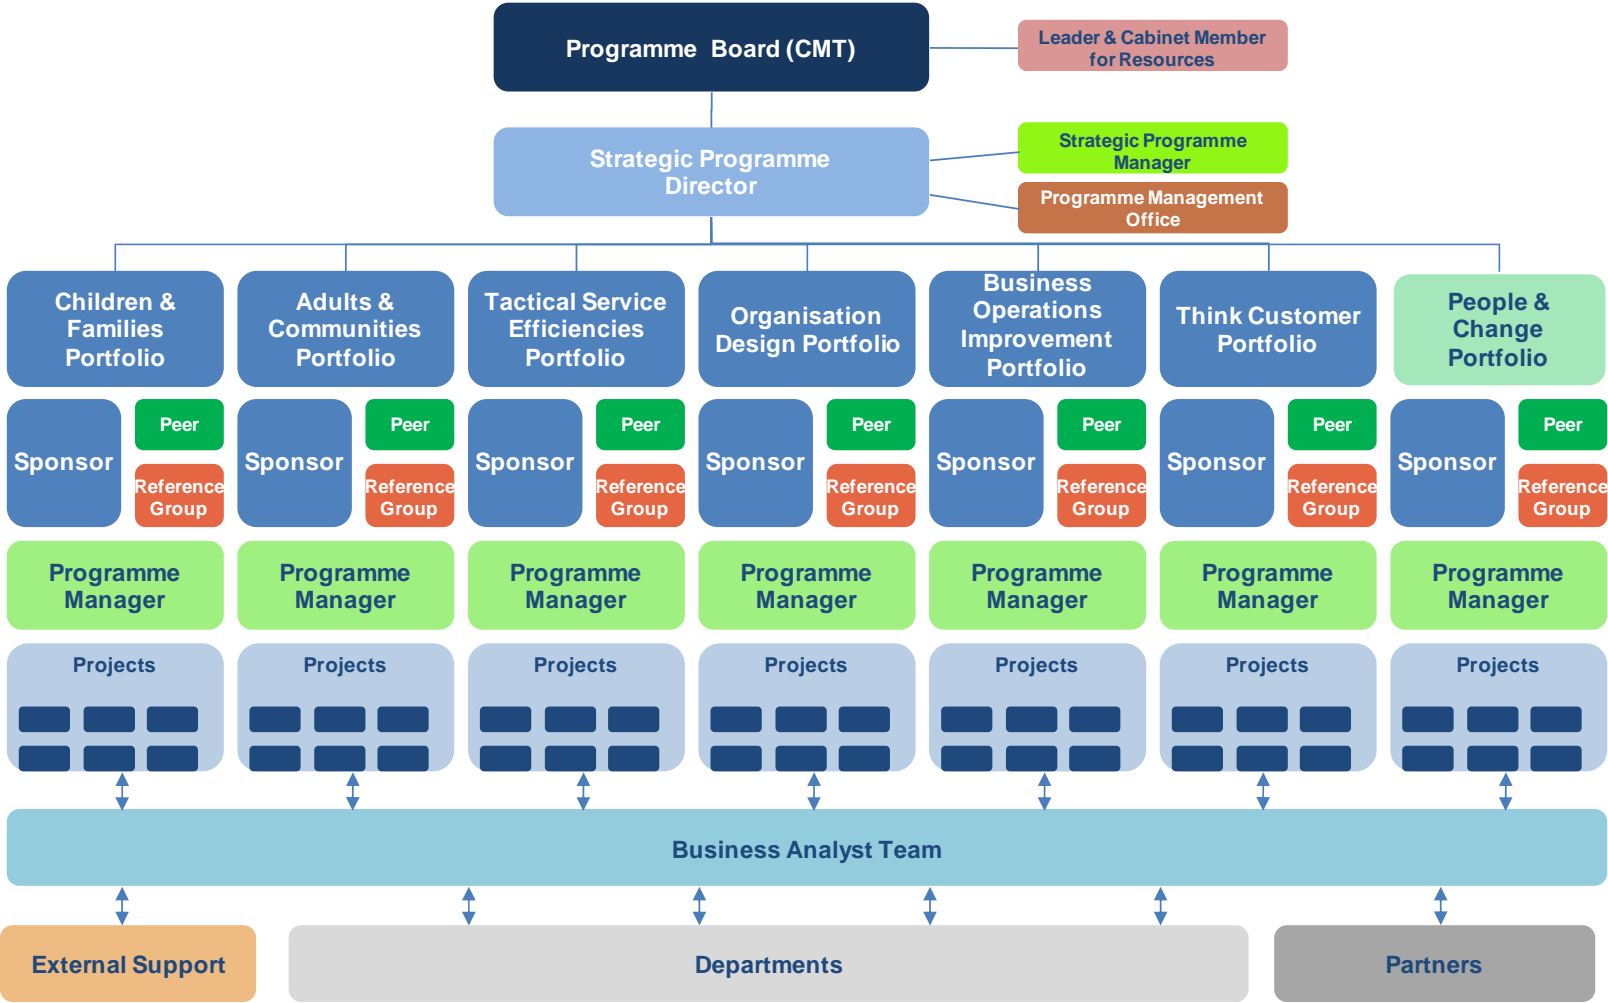 Programme Board (CMT)
Leader & Cabinet Member
for Resources
Strategic Programme
Director
Strategic Programme
Manager
Programme Management
Office
Children &
Families
Portfolio
Adults &
Communities
Portfolio
Tactical Service
Efficiencies
Portfolio
Organisation
Design Portfolio
Business
Operations
Improvement
Portfolio
Think Customer
Portfolio
People &
Change
Portfolio
Sponsor
Peer
Reference
Group
Sponsor
Peer
Reference
Group
Sponsor
Peer
Reference
Group
Sponsor
Peer
Reference
Group
Sponsor
Peer
Reference
Group
Sponsor
Peer
Reference
Group
Sponsor
Peer
Reference
Group
Programme
Manager
Programme
Manager
Programme
Manager
Programme
Manager
Programme
Manager
Programme
Manager
Programme
Manager
Projects
Projects
Projects
Projects
Projects
Projects
Projects
Business Analyst Team
External Support
Departments
Partners